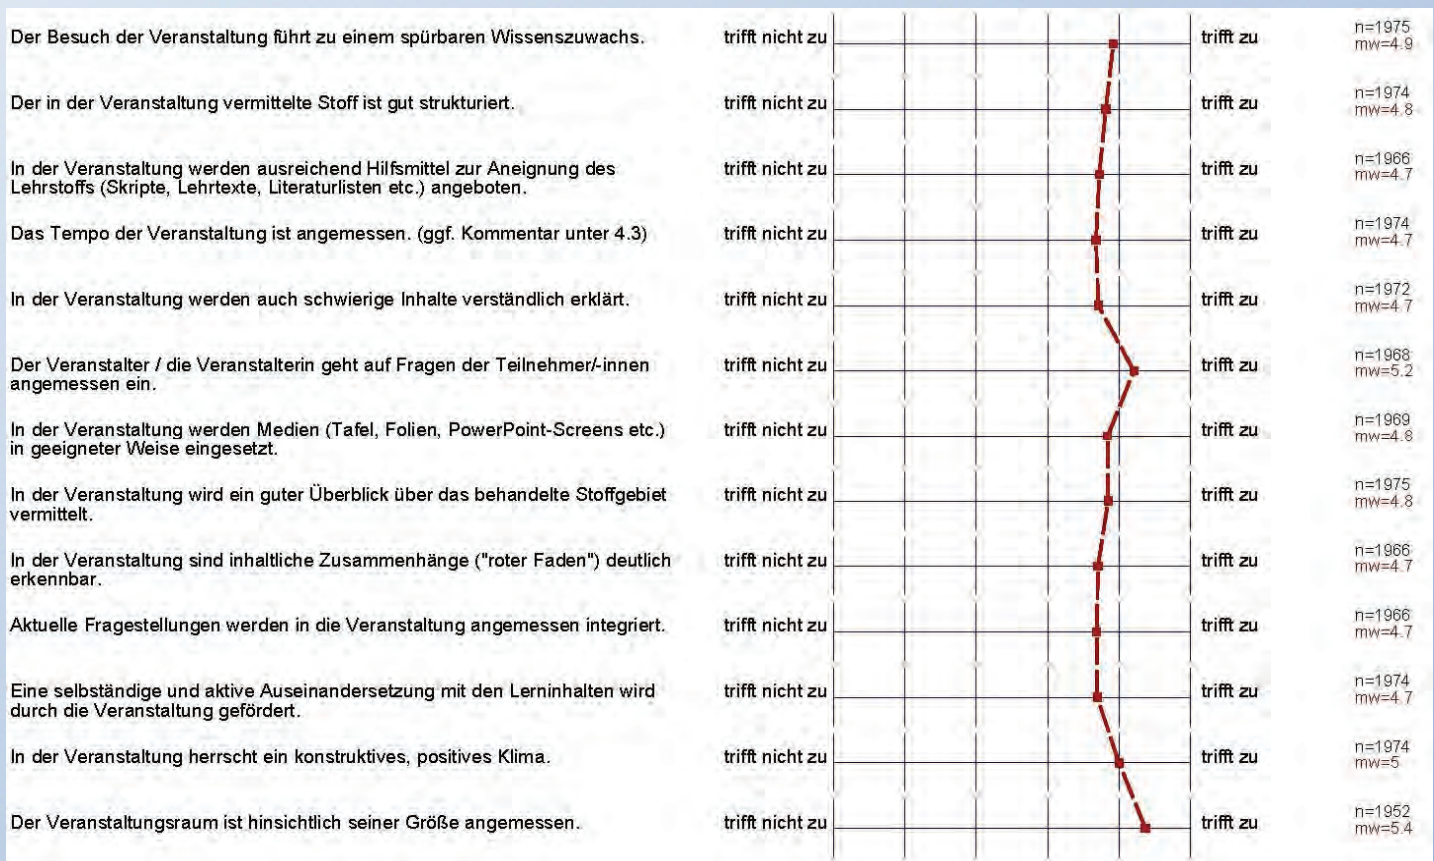 Der Besuch der Veranstaltung führt zu einem spürbaren Wissenszuwachs. trifft nicht zu trifft zu n=1975
mw=4.9
Der in der Veranstaltung vermittelte Stoff ist gut strukturiert. trifft nicht zu trifft zu n=1974
mw=4.8
In der Veranstaltung werden ausreichend Hilfsmittel zur Aneignung des trifft nicht zu trifft zu n=1966
Lehrstoffs (Skripte, Lehrtexte, Literaturlisten etc.) angeboten. mw=4.7
Das Tempo der Veranstaltung ist angemessen. (ggf. Kommentar unter 4.3) trifft nicht zu trifft zu n=1974
mw=4.7
In der Veranstaltung werden auch schwierige Inhalte verständlich erklärt. trifft nicht zu trifft zu n=1972
mw=4.7
Der Veranstalter / die Veranstalterin geht auf Fragen der Teilnehmer/-innen trifft nicht zu trifft zu n=1968
angemessen ein. mw=5.2
In der Veranstaltung werden Medien (Tafel, Folien, PowerPoint-Screens etc.) trifft nicht zu trifft zu n=1969
in geeigneter Weise eingesetzt. mw=4.8
In der Veranstaltung wird ein guter Überblick über das behandelte Stoffgebiet trifft nicht zu trifft zu n=1975
vermittelt. mw=4.8
In der Veranstaltung sind inhaltliche Zusammenhänge ("roter Faden") deutlich trifft nicht zu trifft zu n=1966
erkennbar. mw=4.7
Aktuelle Fragestellungen werden in die Veranstaltung angemessen integriert. trifft nicht zu trifft zu n=1966
mw=4.7
Eine selbständige und aktive Auseinandersetzung mit den Lerninhalten wird trifft nicht zu trifft zu n=1974
durch die Veranstaltung gefördert. mw=4.7
In der Veranstaltung herrscht ein konstruktives, positives Klima. trifft nicht zu trifft zu n=1974
mw=5
Der Veranstaltungsraum ist hinsichtlich seiner Größe angemessen. trifft nicht zu trifft zu n=1952
mw=5.4